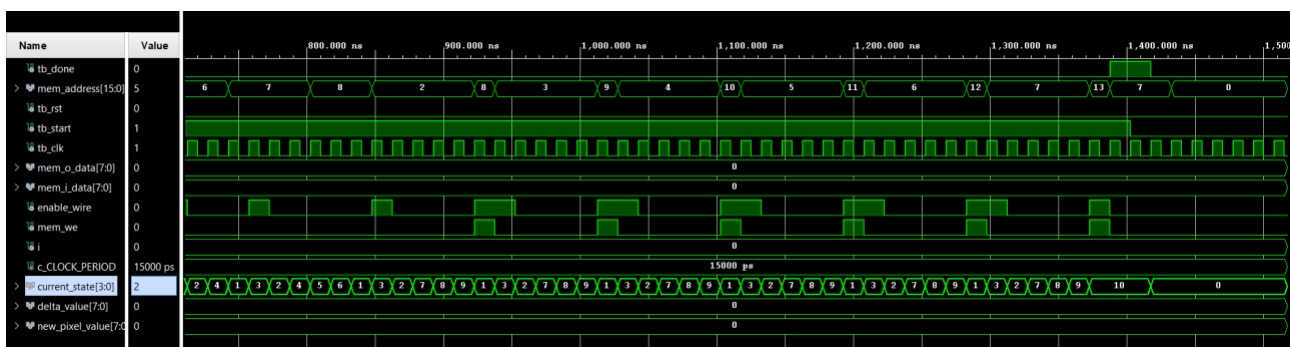 Name Value
800.000 ns 900.000 ns 1,000.000 ns 1,100.000 ns 1,200.000 ns 1,300.000 ns 1,400.000 ns 1,500
tb_done 0
mem_address[15:0] 5 6 7 8 2 8 3 9 4 10 5 11 6 12 7 13 7 0
tb_rst 0
tb_start 1
tb_clk 1
mem_o_data[7:0] 0 0
mem_i_data[7:0] 0 0
enable_wire 0
mem_we 0
i 0 0
c_CLOCK_PERIOD 15000 ps 15000 ps
current_state[3:0] 2 2 4 1 3 2 4 5 6 1 3 2 7 8 9 1 3 2 7 8 9 1 3 2 7 8 9 1 3 2 7 8 9 1 3 2 7 8 9 1 3 2 7 8 9 10 0
delta_value[7:0] 0 0
new_pixel_value[7:0 0 0